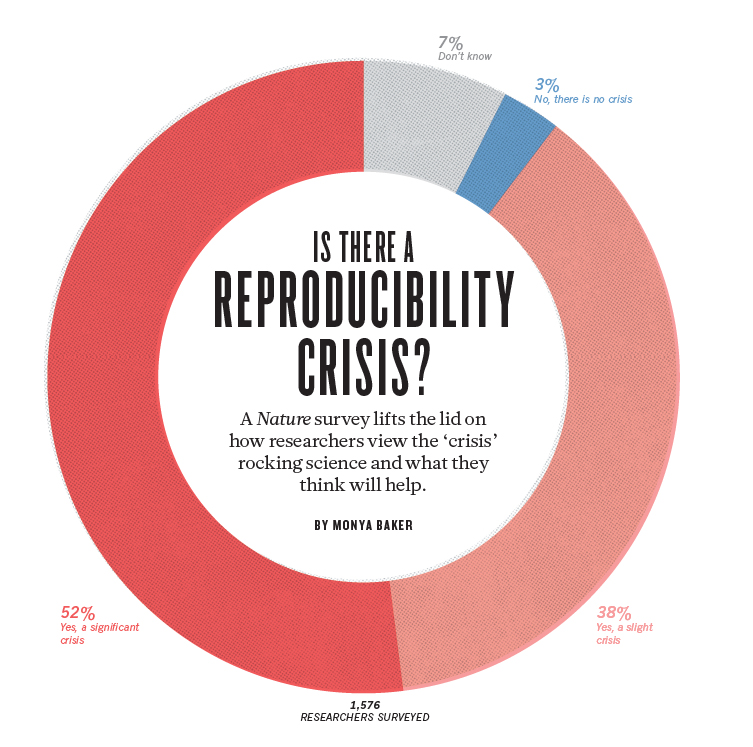 7%
Don't know
3%
No, there is no crisis
IS THERE A
REPRODUCIBILITY
CRISIS?
A Nature survey lifts the lid on
how researchers view the ‘crisis’
rocking science and what they
think will help.
BY MONYA BAKER
52%
Yes, a significant
crisis
38%
Yes, a slight
crisis
1,576
RESEARCHERS SURVEYED